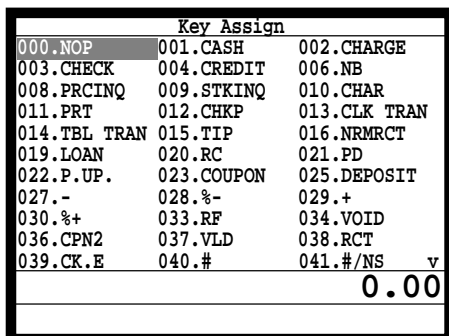 Key Assign
000.NOP 001.CASH 002.CHARGE
003.CHECK 004.CREDIT 006.NB
008.PRCINQ 009.STKINQ 010.CHAR
011.PRT 012.CHKP 013.CLK TRAN
014.TBL TRAN 015.TIP 016.NRMRCT
019.LOAN 020.RC 021.PD
022.P.UP. 023.COUPON 025.DEPOSIT
027.- 028.%- 029.+
030.%+ 033.RF 034.VOID
036.CPN2 037.VLD 038.RCT
039.CK.E 040.# 041.#/NS v
0.00